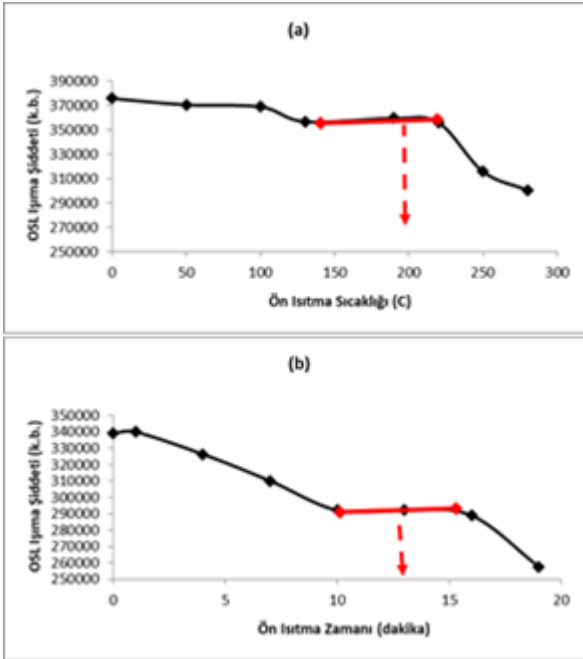 (a)
OSL Işıma Şiddeti (k.b.)
390000
370000
350000
330000
310000
290000
270000
250000
0 50 100 150 200 250 300
Ön Isıtma Sıcaklığı (C)
(b)
OSL Işıma Şiddeti (k.b.)
350000
340000
330000
320000
310000
300000
290000
280000
270000
260000
250000
0 5 10 15 20
Ön Isıtma Zamanı (dakika)